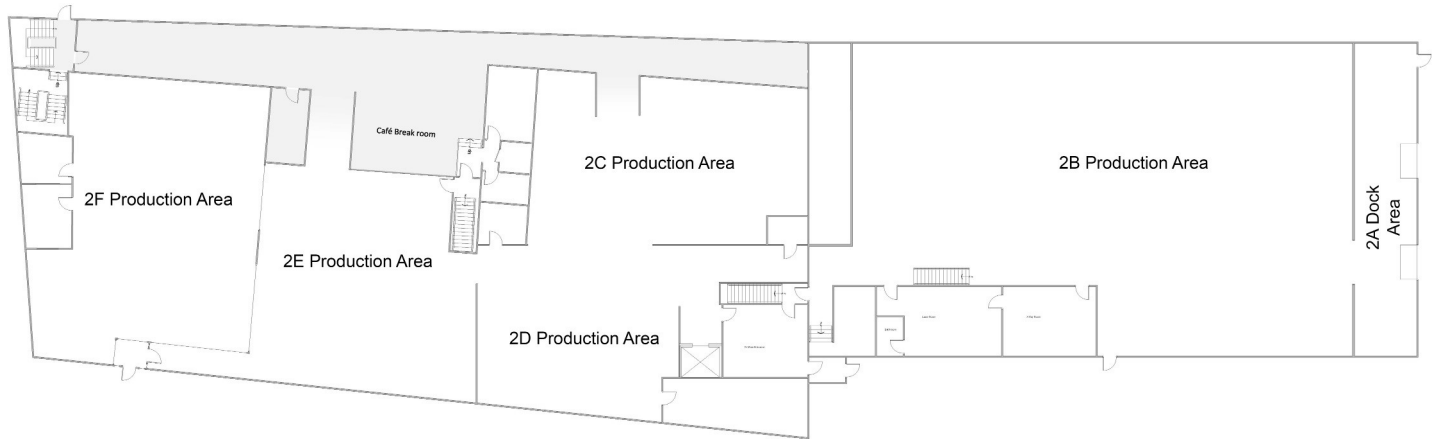 Café Break room
2C Production Area
2B Production Area
2F Production Area
2A Dock
Area
2E Production Area
2D Production Area